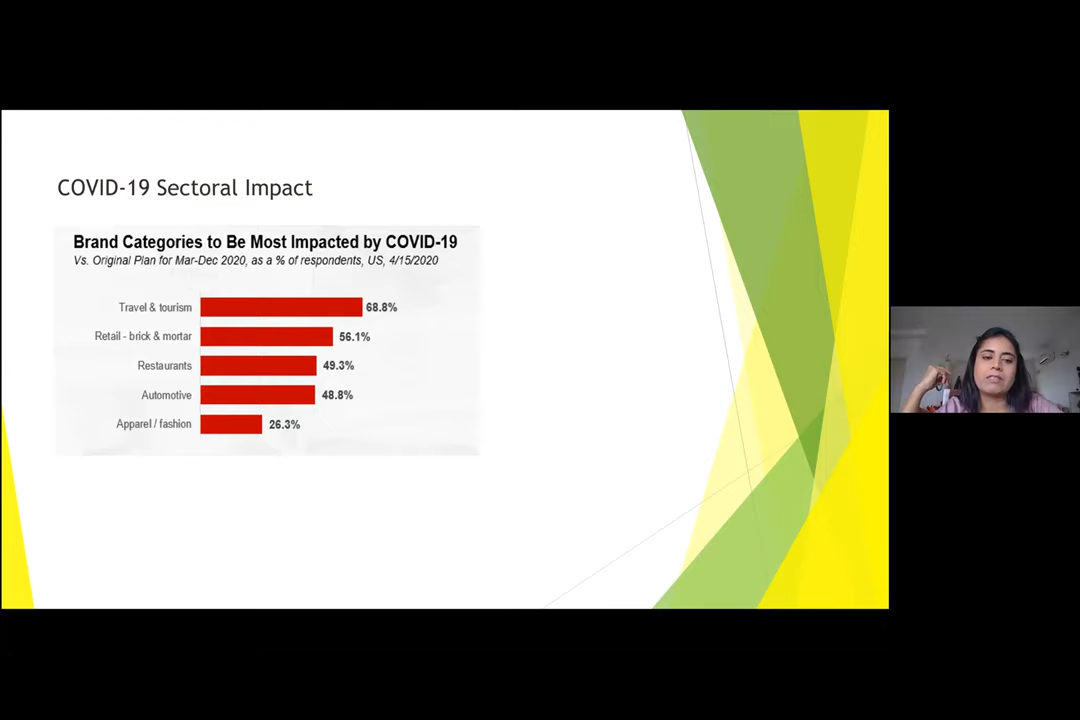 COVID-19 Sectoral Impact
Brand Categories to Be Most Impacted by COVID-19
Vs. Original Plan for Mar-Dec 2020, as a % of respondents, US, 4/15/2020
Travel & tourism 68.8%
Retail - brick & mortar 56.1%
Restaurants 49.3%
Automotive 48.8%
Apparel / fashion 26.3%